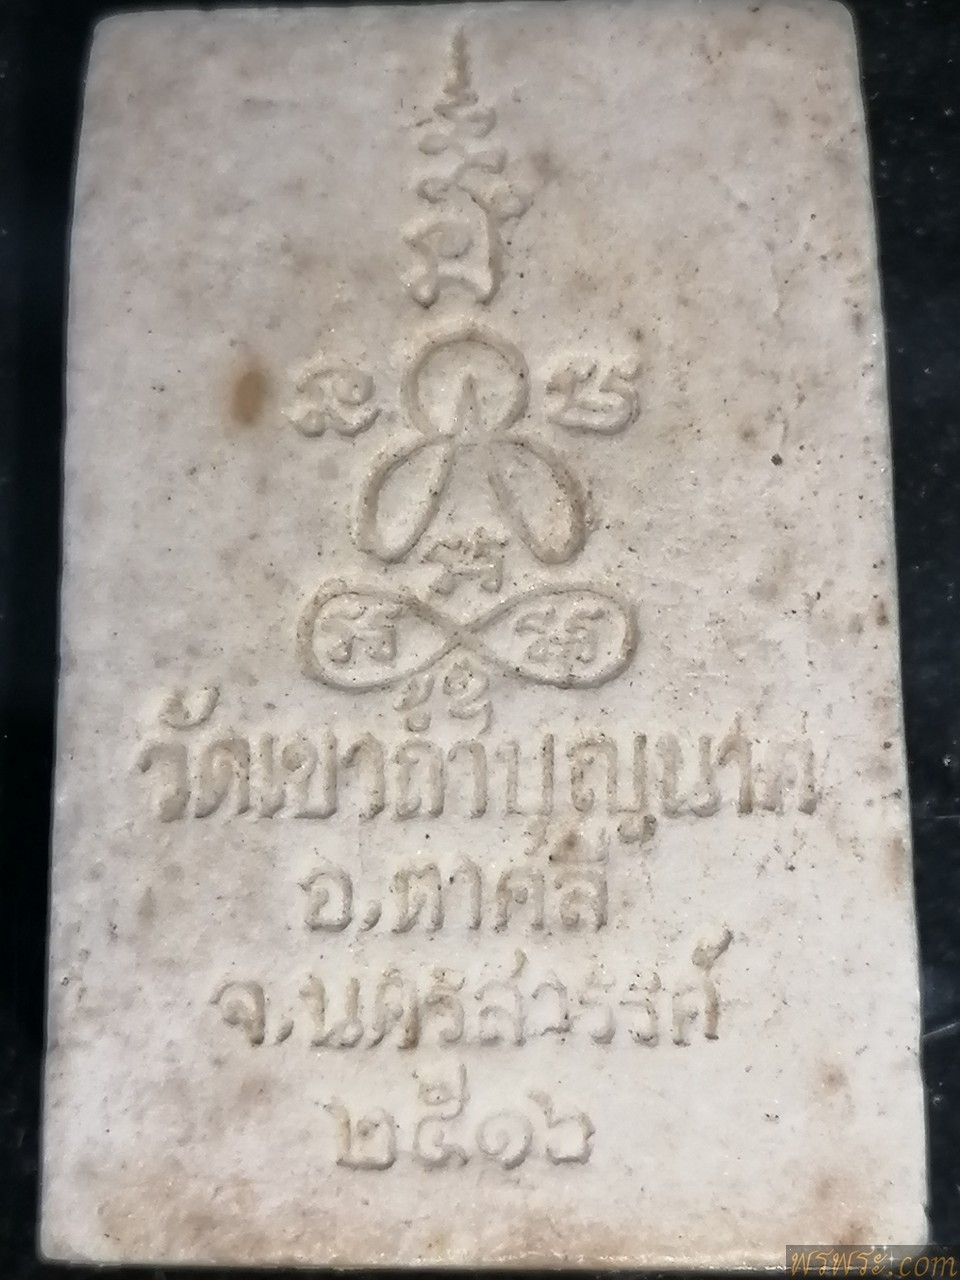 วัดเขาถ้ำบุญนาค
อ.ตาคลี
จ.นครสวรรค์
๒๕๑๖
พรพระ.com